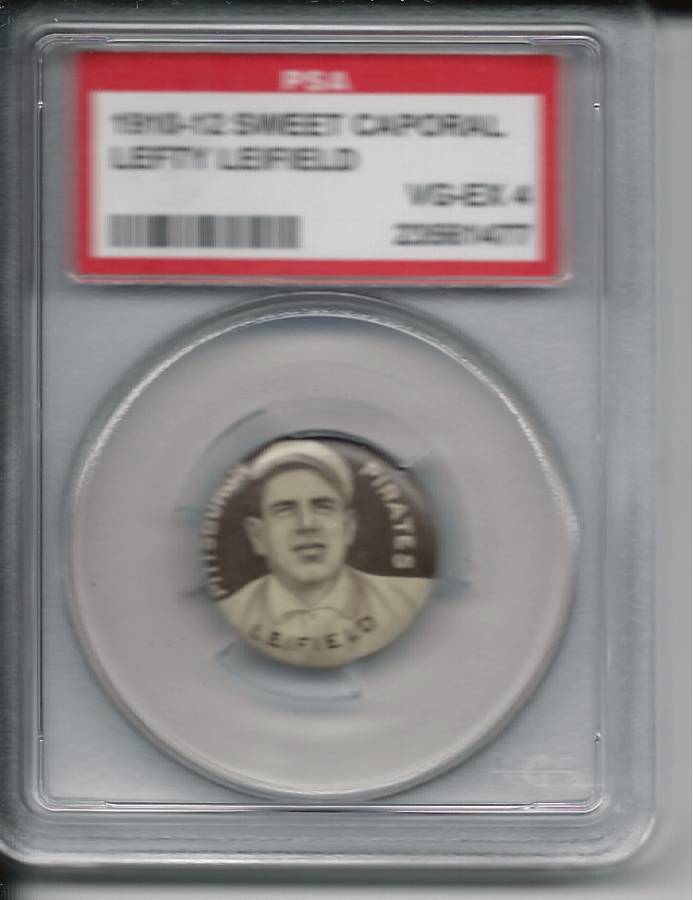 PSA
1910-12 SWEET CAPORAL
LEFTY LEIFIELD
VG-EX 4
PITTSBURG
PIRATES
LEIFIELD